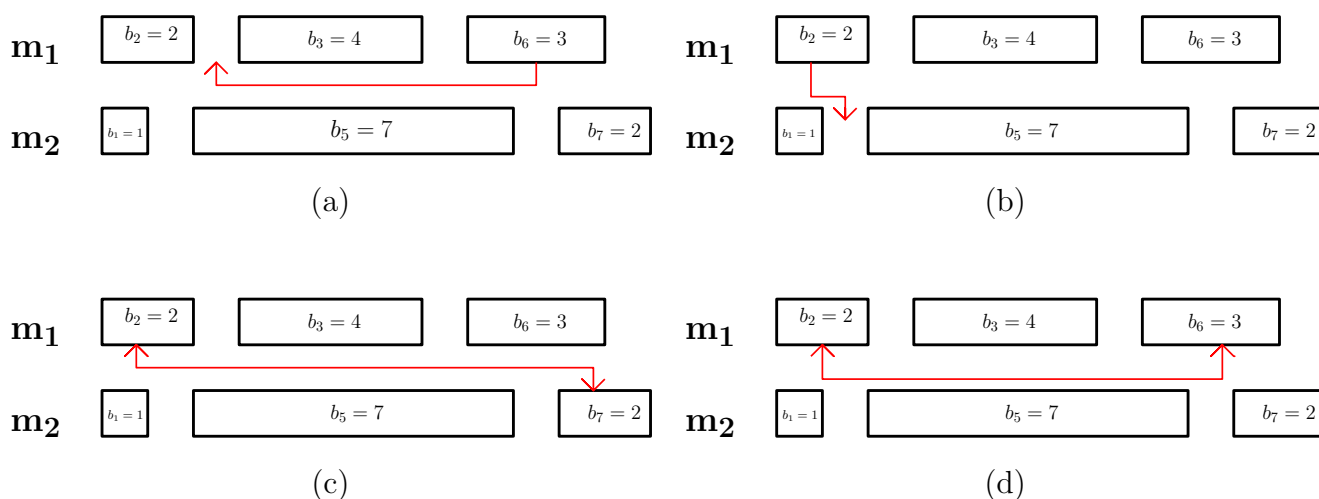 m₁ b₂ = 2 b₃ = 4 b₆ = 3 m₁ b₂ = 2 b₃ = 4 b₆ = 3
m₂ b₁ = 1 b₅ = 7 b₇ = 2 m₂ b₁ = 1 b₅ = 7 b₇ = 2
(a) (b)
m₁ b₂ = 2 b₃ = 4 b₆ = 3 m₁ b₂ = 2 b₃ = 4 b₆ = 3
m₂ b₁ = 1 b₅ = 7 b₇ = 2 m₂ b₁ = 1 b₅ = 7 b₇ = 2
(c) (d)